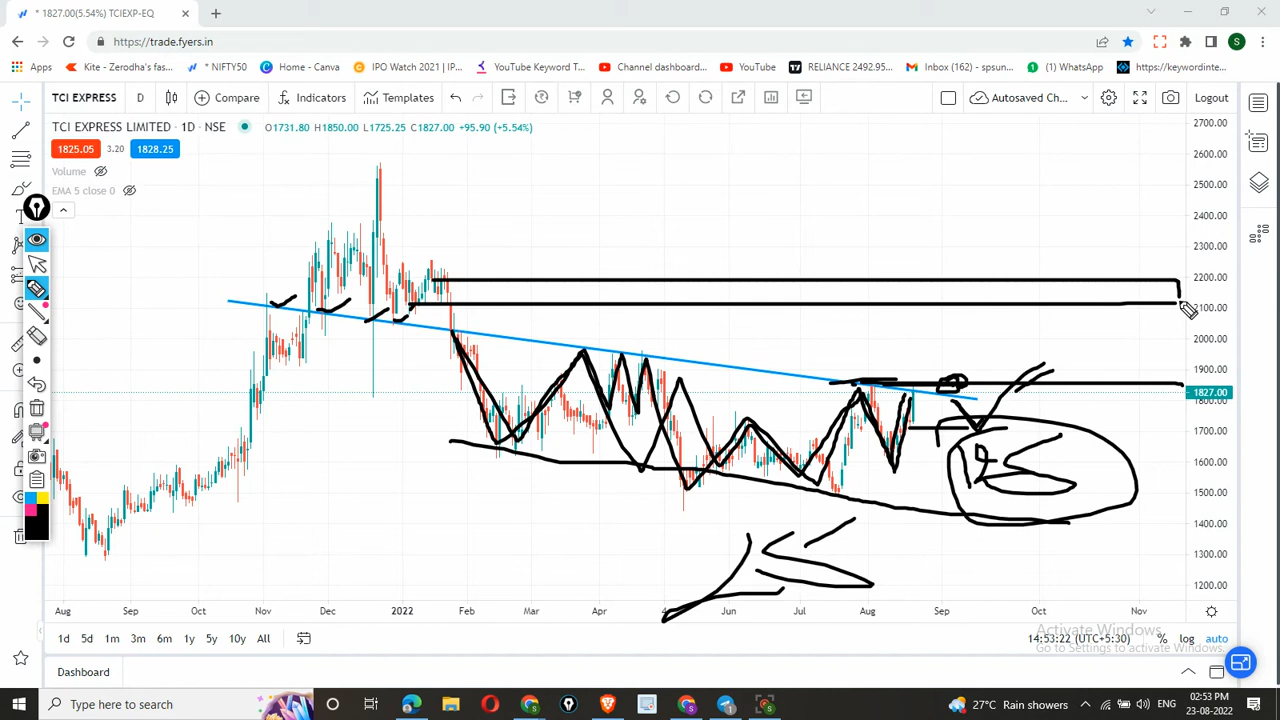 * 1827.00(5.54%) TCIEXP-EQ
https://trade.fyers.in
S
Apps
Kite - Zerodha's fas...
* NIFTY50
Home - Canva
IPO Watch 2021 | IP...
YouTube Keyword T...
Channel dashboard...
YouTube
RELIANCE 2492.95...
Inbox (162) - spsun...
(1) WhatsApp
https://keywordinte...
TCI EXPRESS
D
Compare
Indicators
Templates
Autosaved Ch...
Logout
TCI EXPRESS LIMITED · 1D · NSE
O1731.80 H1850.00 L1725.25 C1827.00 +95.90 (+5.54%)
1825.05
3.20
1828.25
Volume
EMA 5 close 0
2700.00
2600.00
2500.00
2400.00
2300.00
2200.00
2100.00
2000.00
1900.00
1827.00
1800.00
1700.00
1600.00
1500.00
1400.00
1300.00
1200.00
Aug
Sep
Oct
Nov
Dec
2022
Feb
Mar
Apr
Jun
Jul
Aug
Sep
Oct
Nov
1d
5d
1m
3m
6m
1y
5y
10y
All
14:53:22 (UTC+5:30)
%
log
auto
Activate Windows
Go to Settings to activate Windows.
Dashboard
Type here to search
27°C Rain showers
ENG
02:53 PM
23-08-2022